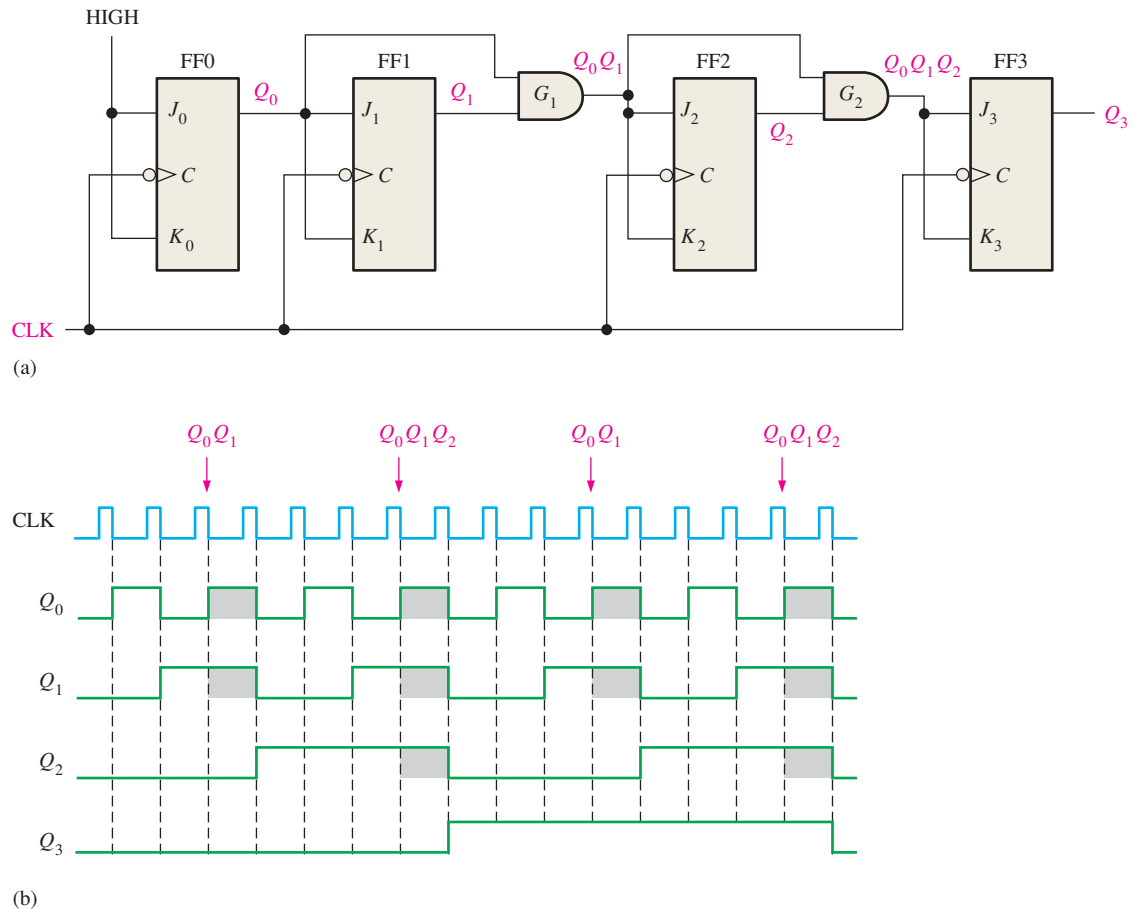 HIGH
FF0 FF1 FF2 FF3
Q₀ Q₁ Q₀Q₁ Q₀Q₁Q₂
G₁ G₂
J₀ J₁ J₂ J₃
Q₂ Q₃
C C C C
K₀ K₁ K₂ K₃
CLK
(a)
Q₀Q₁ Q₀Q₁Q₂ Q₀Q₁ Q₀Q₁Q₂
CLK
Q₀
Q₁
Q₂
Q₃
(b)